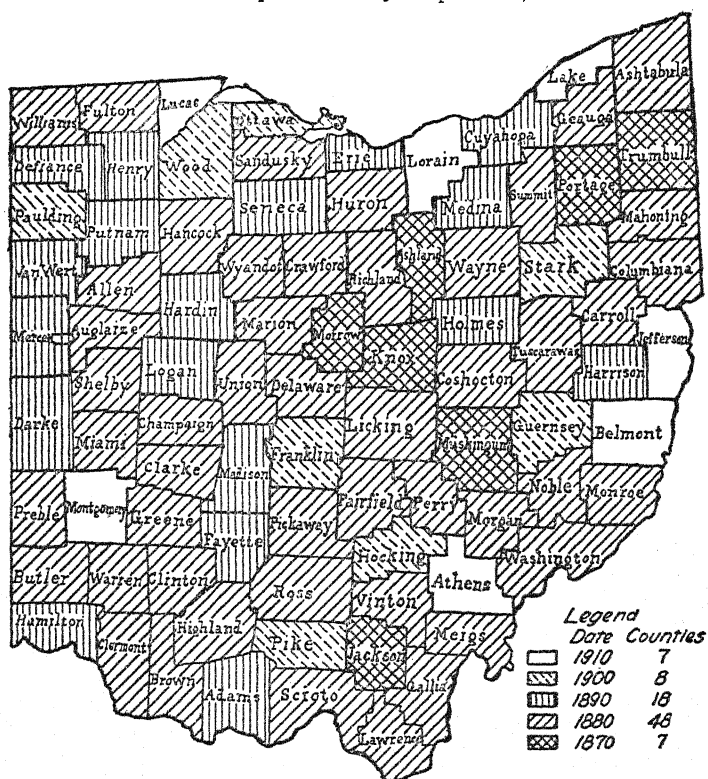 Lake
Ashtabula
Lucas
Williams
Fulton
Ottawa
Geauga
Cuyahoga
Defiance
Henry
Wood
Sandusky
Erie
Lorain
Trumbull
Portage
Summit
Paulding
Seneca
Huron
Medina
Mahoning
Putnam
Hancock
Ashland
Van Wert
Wyandot
Crawford
Richland
Wayne
Stark
Columbiana
Allen
Hardin
Carroll
Mercer
Auglaize
Marion
Morrow
Holmes
Jefferson
Knox
Tuscarawas
Logan
Shelby
Union
Delaware
Coshocton
Harrison
Darke
Champaign
Licking
Guernsey
Belmont
Miami
Muskingum
Clarke
Franklin
Madison
Noble
Monroe
Preble
Montgomery
Greene
Fairfield
Perry
Morgan
Pickaway
Fayette
Hocking
Washington
Butler
Warren
Clinton
Ross
Athens
Vinton
Hamilton
Highland
Pike
Jackson
Meigs
Clermont
Brown
Adams
Scioto
Gallia
Lawrence
Legend
Date Counties
1910 7
1900 8
1890 18
1880 48
1870 7